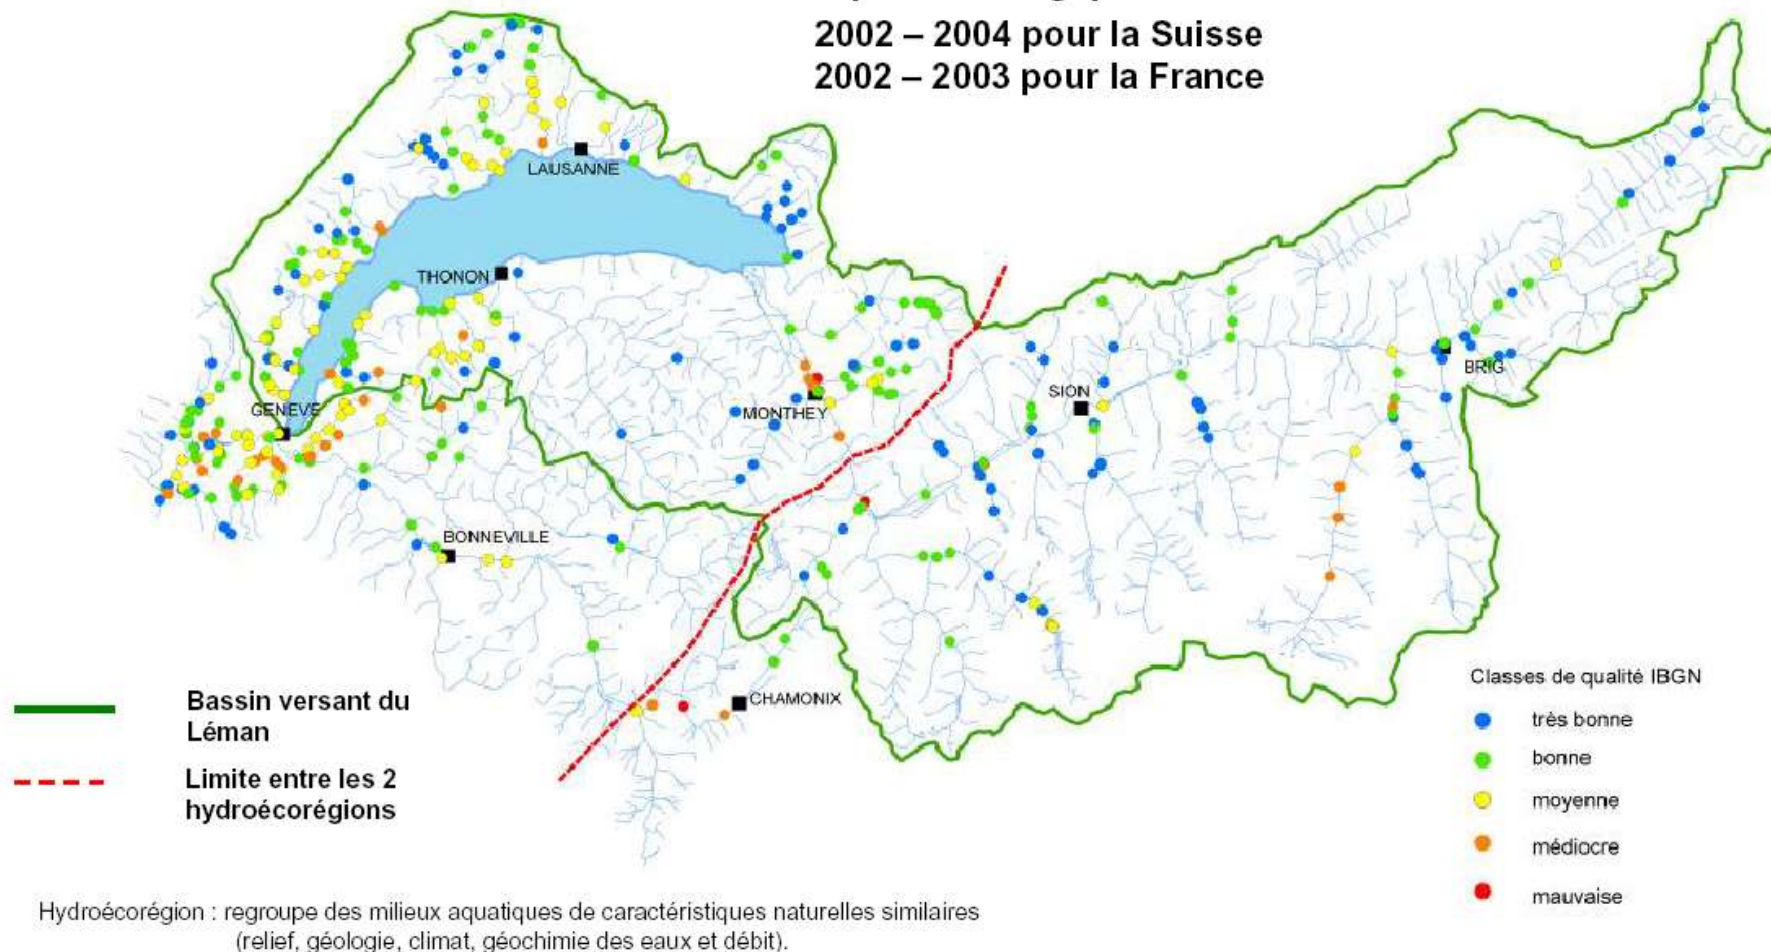 2002 – 2004 pour la Suisse
2002 – 2003 pour la France
LAUSANNE
THONON
GENEVE
MONTHEY
SION
BRIG
BONNEVILLE
CHAMONIX
Bassin versant du
Léman
Limite entre les 2
hydroécorégions
Classes de qualité IBGN
très bonne
bonne
moyenne
médiocre
mauvaise
Hydroécorégion : regroupe des milieux aquatiques de caractéristiques naturelles similaires
(relief, géologie, climat, géochimie des eaux et débit).